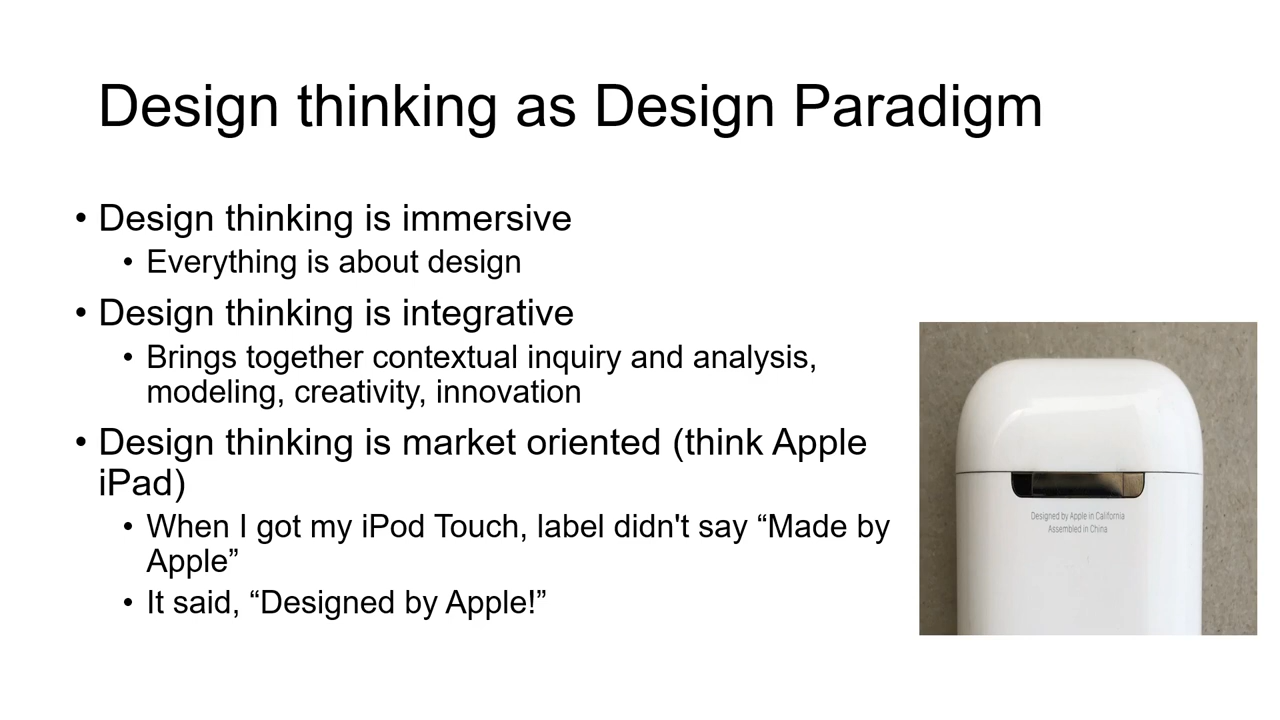 Design thinking as Design Paradigm
• Design thinking is immersive
• Everything is about design
• Design thinking is integrative
• Brings together contextual inquiry and analysis,
modeling, creativity, innovation
• Design thinking is market oriented (think Apple
iPad)
• When I got my iPod Touch, label didn't say “Made by
Apple”
• It said, “Designed by Apple!”
Designed by Apple in California
Assembled in China